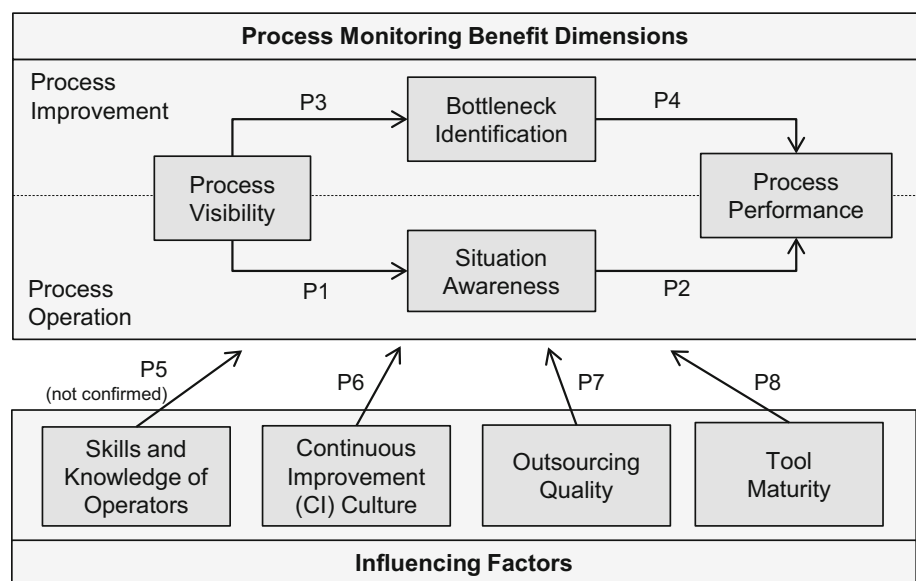 Process Monitoring Benefit Dimensions
Process
Improvement
P3
Bottleneck
Identification
P4
Process
Visibility
Process
Performance
Process
Operation
P1
Situation
Awareness
P2
P5
(not confirmed)
P6
P7
P8
Skills and
Knowledge of
Operators
Continuous
Improvement
(CI) Culture
Outsourcing
Quality
Tool
Maturity
Influencing Factors